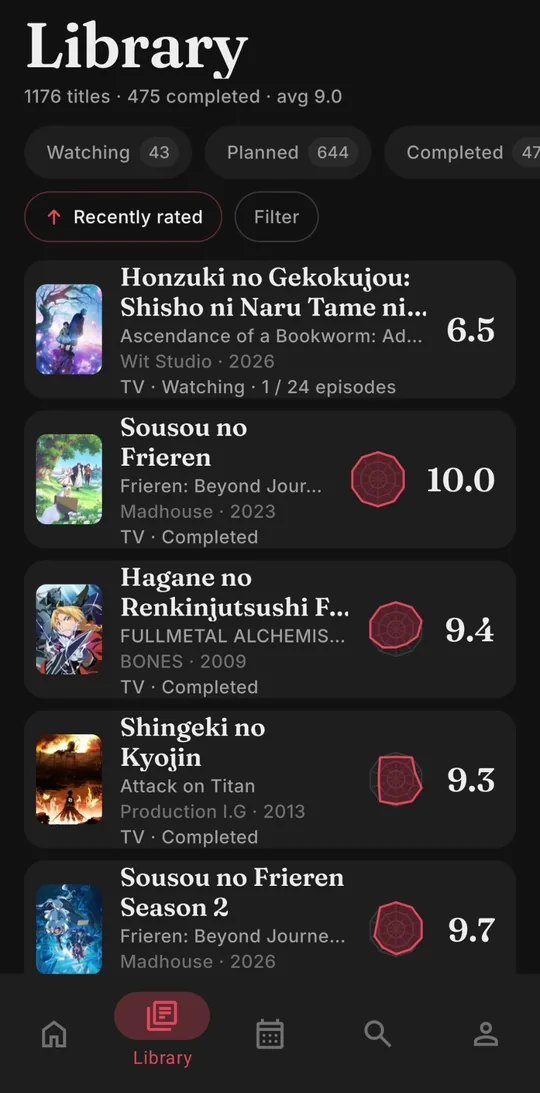 Library
1176 titles · 475 completed · avg 9.0
Watching 43 Planned 644 Completed
Recently rated Filter
Honzuki no Gekokujou:
Shisho ni Naru Tame ni...
Ascendance of a Bookworm: Ad...
Wit Studio · 2026
TV · Watching · 1 / 24 episodes
6.5
Sousou no
Frieren
Frieren: Beyond Jour...
Madhouse · 2023
TV · Completed
10.0
Hagane no
Renkinjutsushi F...
FULLMETAL ALCHEMIS...
BONES · 2009
TV · Completed
9.4
Shingeki no
Kyojin
Attack on Titan
Production I.G · 2013
TV · Completed
9.3
Sousou no Frieren
Season 2
Frieren: Beyond Journe...
Madhouse · 2026
9.7
Library